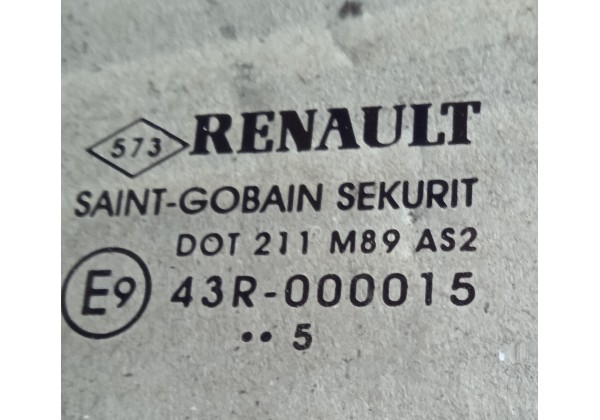 573 RENAULT
SAINT-GOBAIN SEKURIT
DOT 211 M89 AS2
E9 43R-000015
•• 5